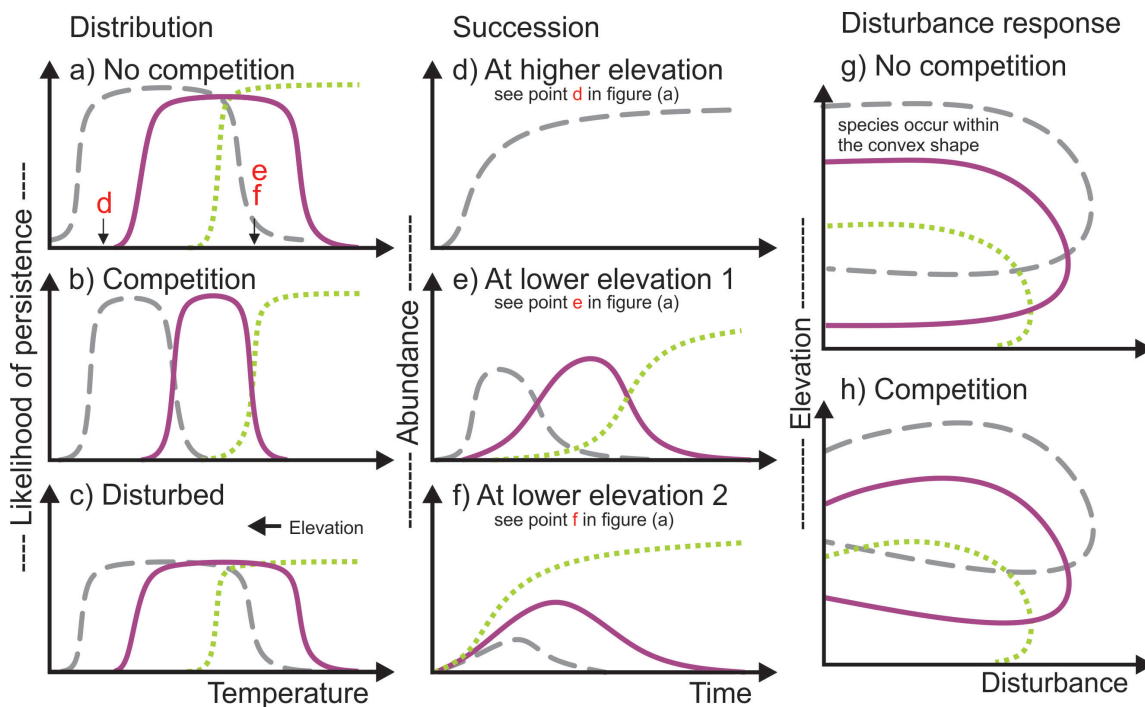 Distribution
Succession
Disturbance response
a) No competition
d
e
f
b) Competition
c) Disturbed
Elevation
Temperature
----- Likelihood of persistence -----
d) At higher elevation
see point d in figure (a)
e) At lower elevation 1
see point e in figure (a)
f) At lower elevation 2
see point f in figure (a)
Time
-------- Abundance --------
g) No competition
species occur within
the convex shape
h) Competition
Disturbance
-------- Elevation --------